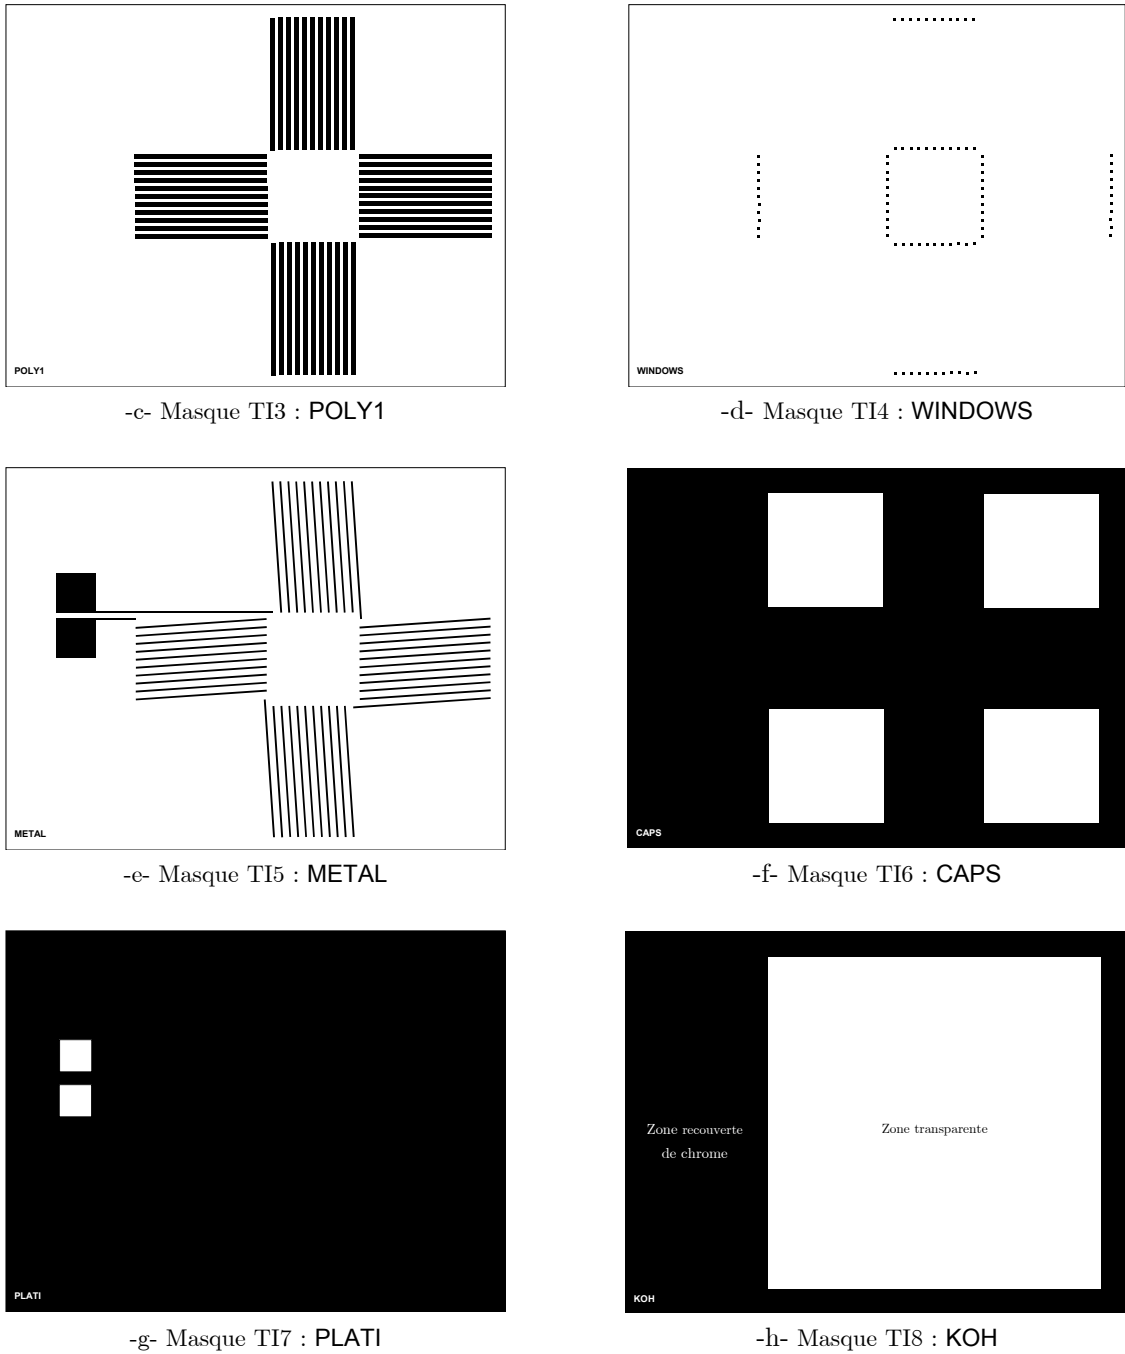 POLY1
WINDOWS
-c- Masque TI3 : POLY1
-d- Masque TI4 : WINDOWS
METAL
CAPS
-e- Masque TI5 : METAL
-f- Masque TI6 : CAPS
Zone recouverte
de chrome
Zone transparente
PLATI
KOH
-g- Masque TI7 : PLATI
-h- Masque TI8 : KOH